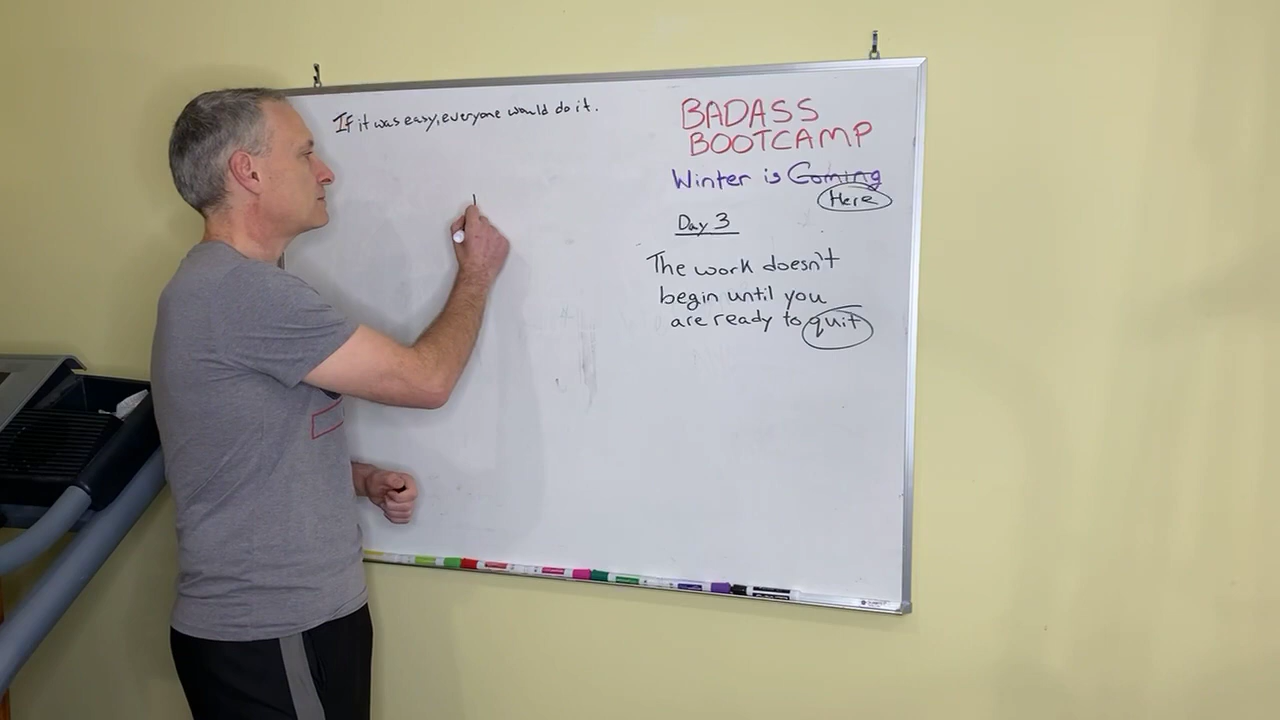 If it was easy, everyone would do it.
BADASS
BOOTCAMP
Winter is Coming
Here
Day 3
The work doesn't
begin until you
are ready to quit